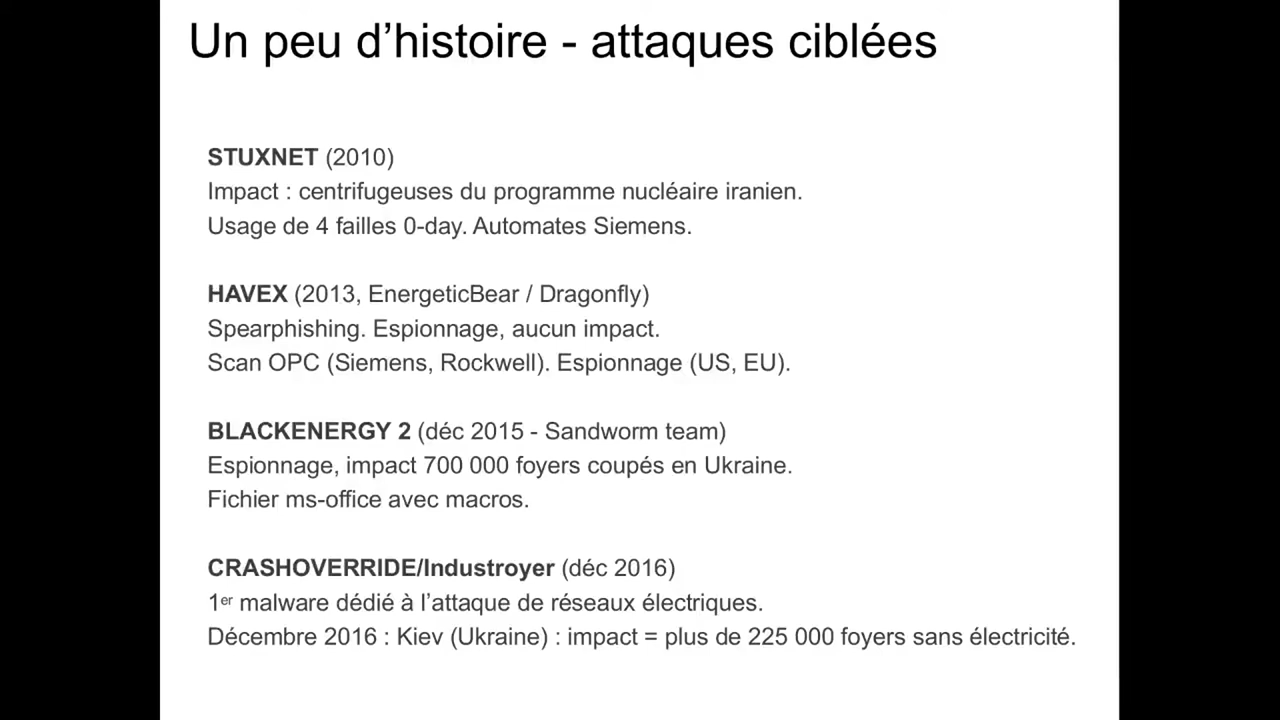 Un peu d’histoire - attaques ciblées
STUXNET (2010)
Impact : centrifugeuses du programme nucléaire iranien.
Usage de 4 failles 0-day. Automates Siemens.
HAVEX (2013, EnergeticBear / Dragonfly)
Spearphishing. Espionnage, aucun impact.
Scan OPC (Siemens, Rockwell). Espionnage (US, EU).
BLACKENERGY 2 (déc 2015 - Sandworm team)
Espionnage, impact 700 000 foyers coupés en Ukraine.
Fichier ms-office avec macros.
CRASHOVERRIDE/Industroyer (déc 2016)
1er malware dédié à l’attaque de réseaux électriques.
Décembre 2016 : Kiev (Ukraine) : impact = plus de 225 000 foyers sans électricité.